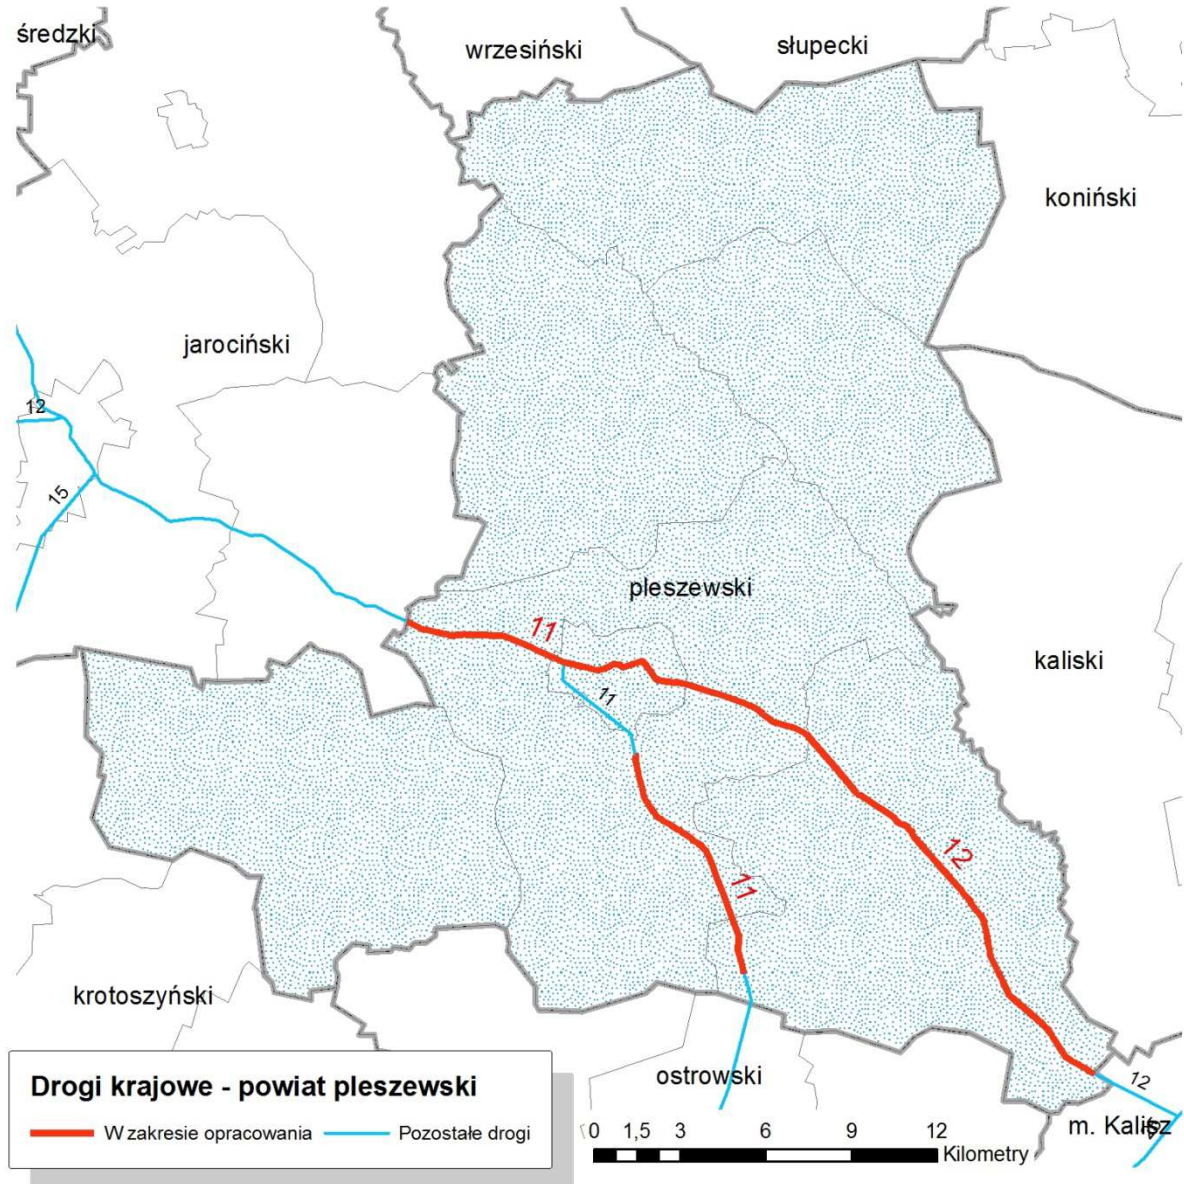 średzki
wrzesiński
słupecki
koniński
jarociński
12
15
pleszewski
11
11
kaliski
12
11
krotoszyński
ostrowski
12
m. Kalisz
Drogi krajowe - powiat pleszewski
W zakresie opracowania
Pozostałe drogi
0 1,5 3 6 9 12
Kilometry